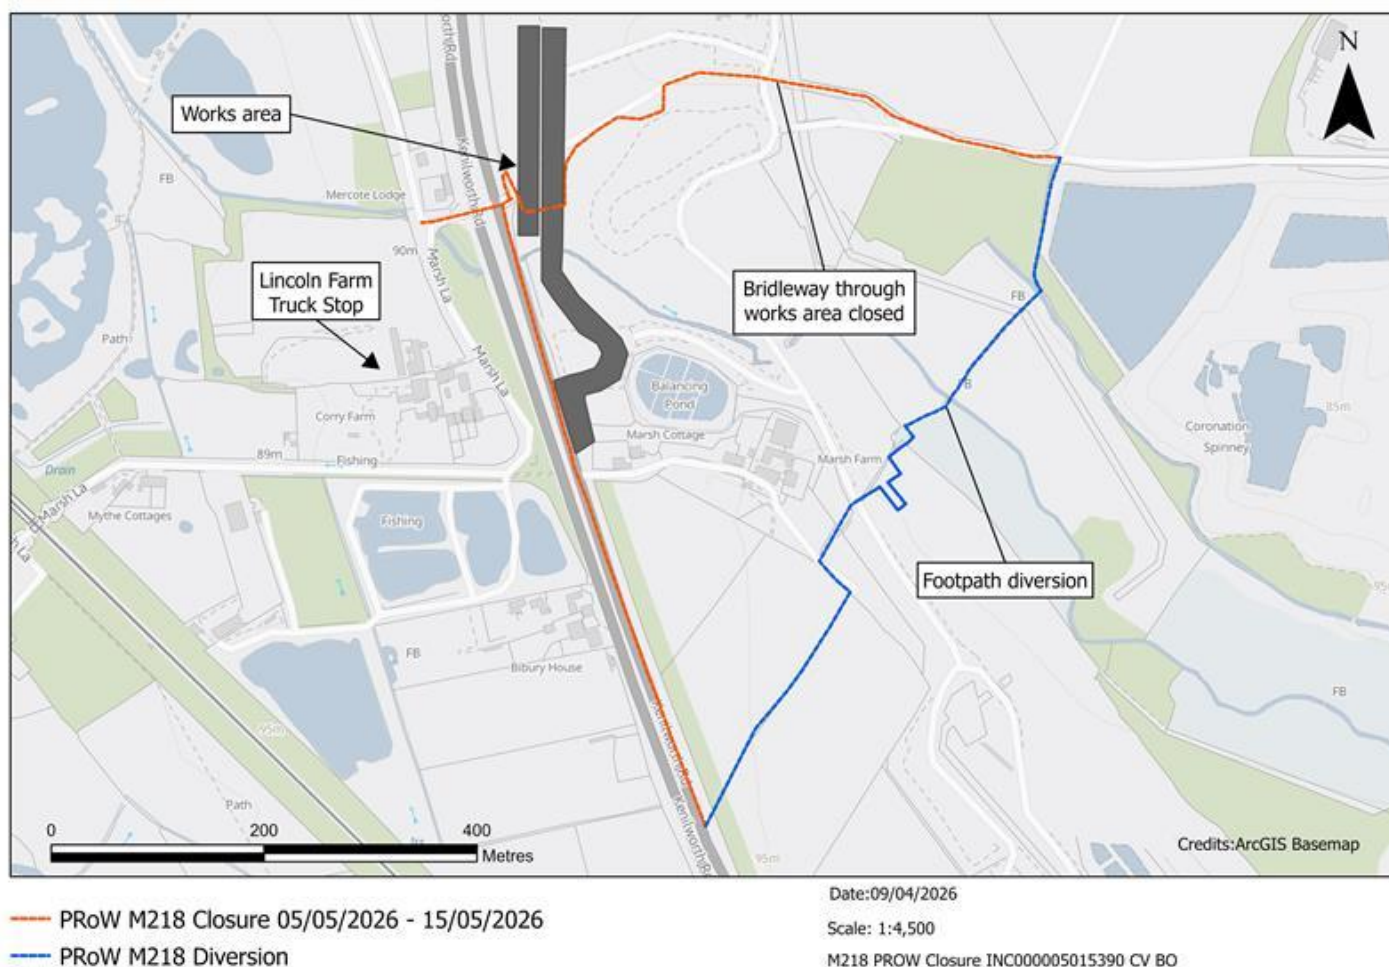 N
Works area
Kenilworth Rd
FB
Mercote Lodge
90m
Marsh La
Lincoln Farm
Truck Stop
Bridleway through
works area closed
FB
Path
Marsh La
Balancing
Pond
Corry Farm
Marsh Cottage
89m
Fishing
Marsh Farm
Coronation
Spinney
85m
Drain
Marsh La
Mythe Cottages
Fishing
Footpath diversion
FB
Bibury House
FB
Kenilworth Rd
95m
Path
95m
0 200 400
Metres
Credits:ArcGIS Basemap
PRoW M218 Closure 05/05/2026 - 15/05/2026
PRoW M218 Diversion
Date:09/04/2026
Scale: 1:4,500
M218 PROW Closure INC000005015390 CV BO